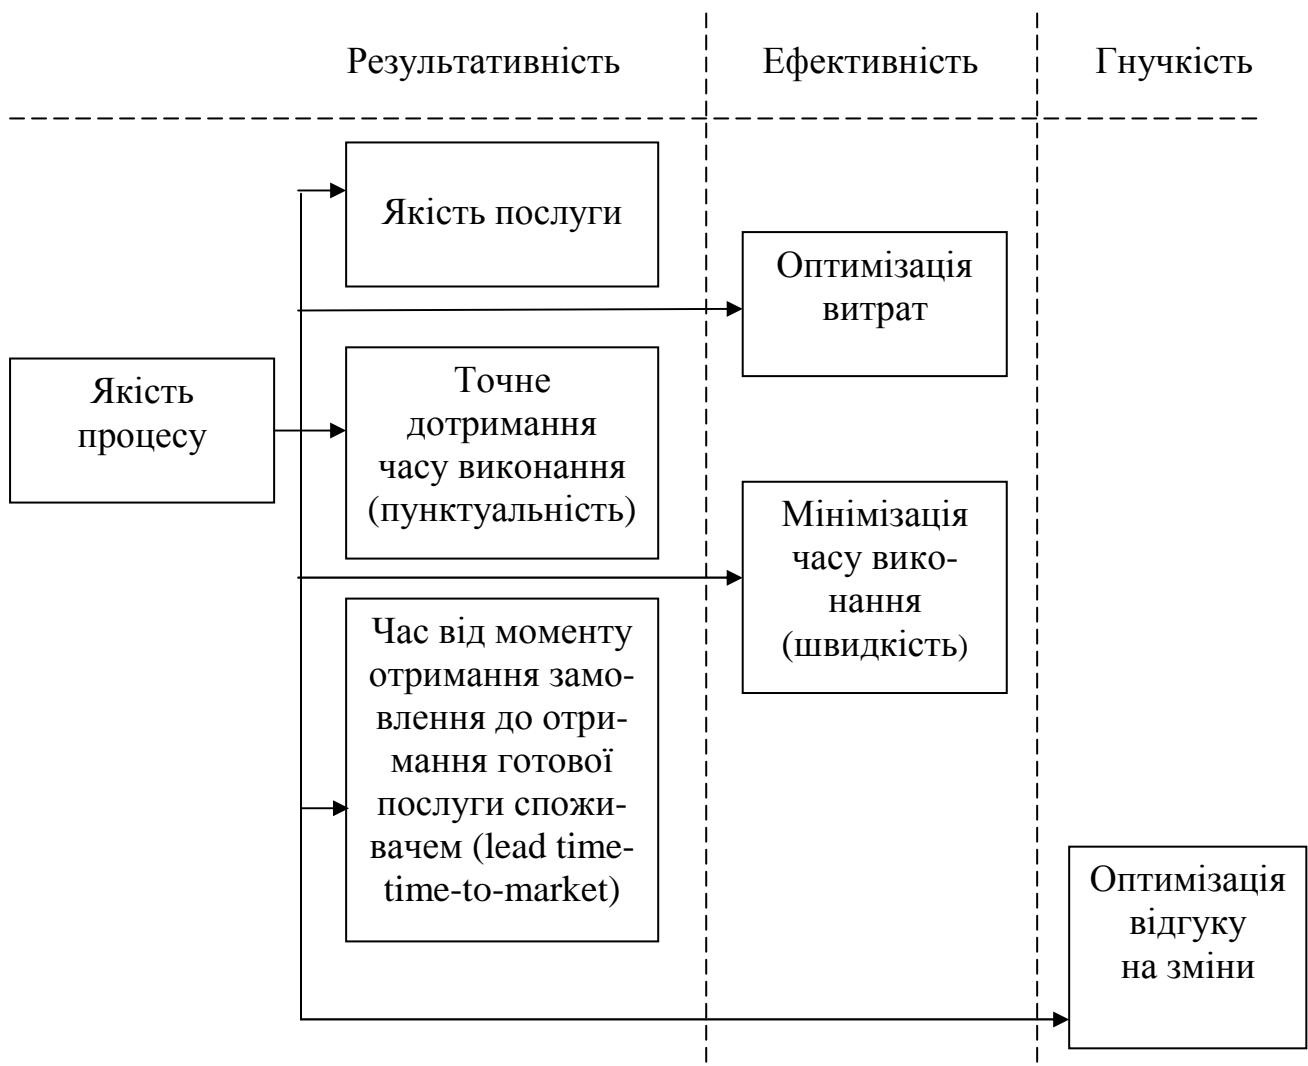 Результативність
Ефективність
Гнучкість
Якість послуги
Оптимізація
витрат
Якість
процесу
Точне
дотримання
часу виконання
(пунктуальність)
Мінімізація
часу вико-
нання
(швидкість)
Час від моменту
отримання замо-
влення до отри-
мання готової
послуги спожи-
вачем (lead time-
time-to-market)
Оптимізація
відгуку
на зміни